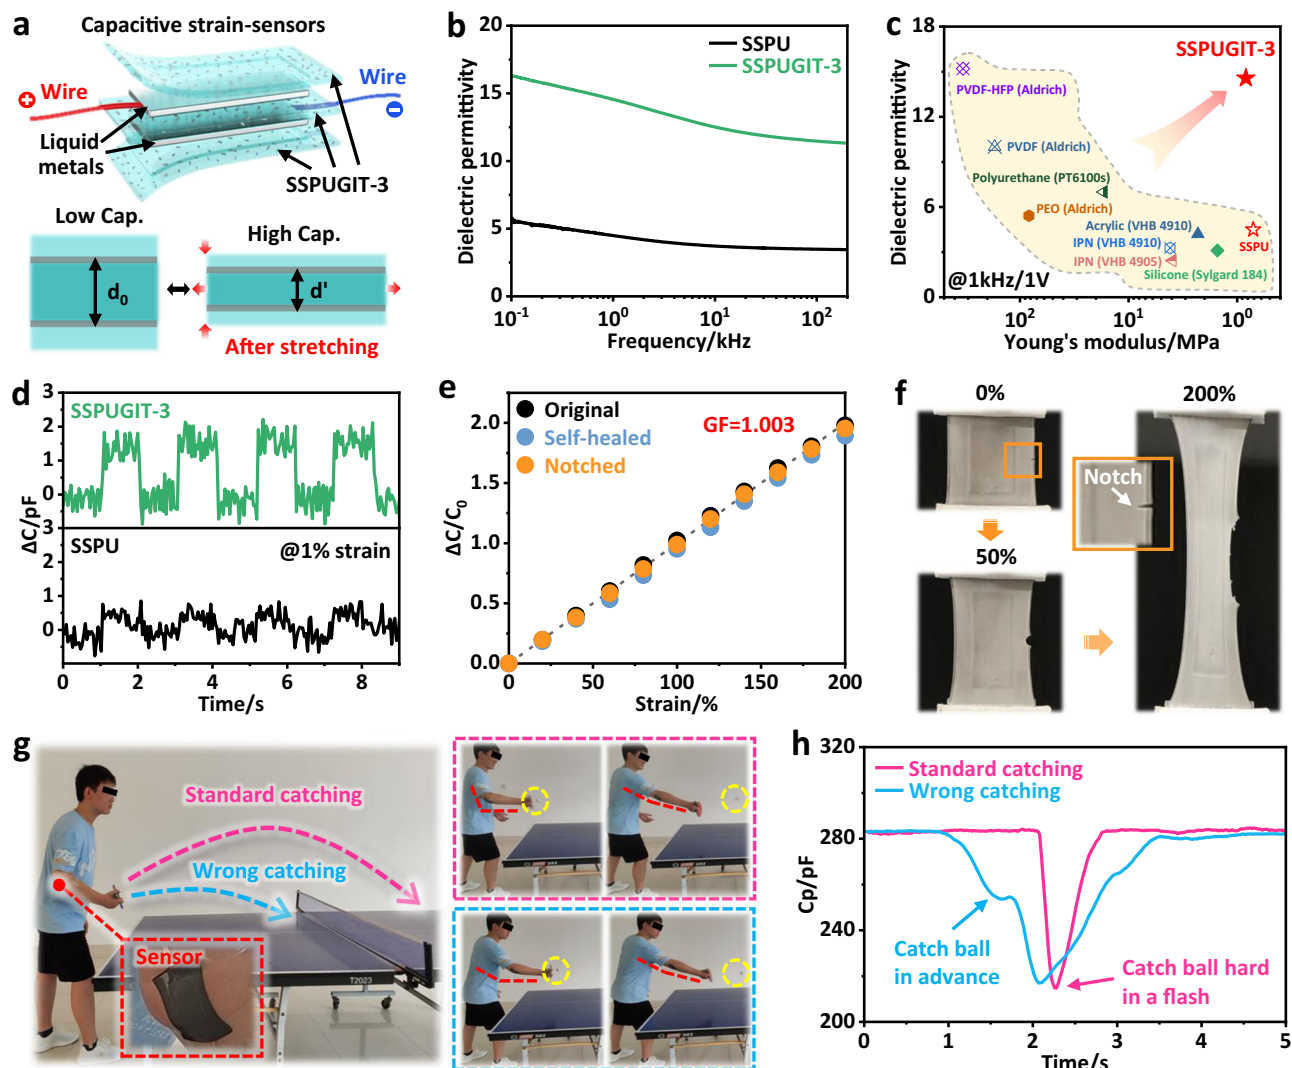 a
Capacitive strain-sensors
Wire
Wire
Liquid
metals
SSPUGIT-3
Low Cap.
High Cap.
d0
d'
After stretching
b
SSPU
SSPUGIT-3
Dielectric permittivity
20
15
10
5
0
10-1
100
101
102
Frequency/kHz
c
SSPUGIT-3
PVDF-HFP (Aldrich)
PVDF (Aldrich)
Polyurethane (PT6100s)
PEO (Aldrich)
Acrylic (VHB 4910)
IPN (VHB 4910)
IPN (VHB 4905)
SSPU
Silicone (Sylgard 184)
@1kHz/1V
Dielectric permittivity
18
12
6
0
102
101
100
Young's modulus/MPa
d
SSPUGIT-3
SSPU
@1% strain
ΔC/pF
3
2
1
0
3
2
1
0
0
2
4
6
8
Time/s
e
Original
Self-healed
Notched
GF=1.003
ΔC/C0
2.0
1.5
1.0
0.5
0.0
0
50
100
150
200
Strain/%
f
0%
200%
Notch
50%
g
Standard catching
Wrong catching
Sensor
T2023
h
Standard catching
Wrong catching
Catch ball
in advance
Catch ball hard
in a flash
Cp/pF
320
280
240
200
0
1
2
3
4
5
Time/s